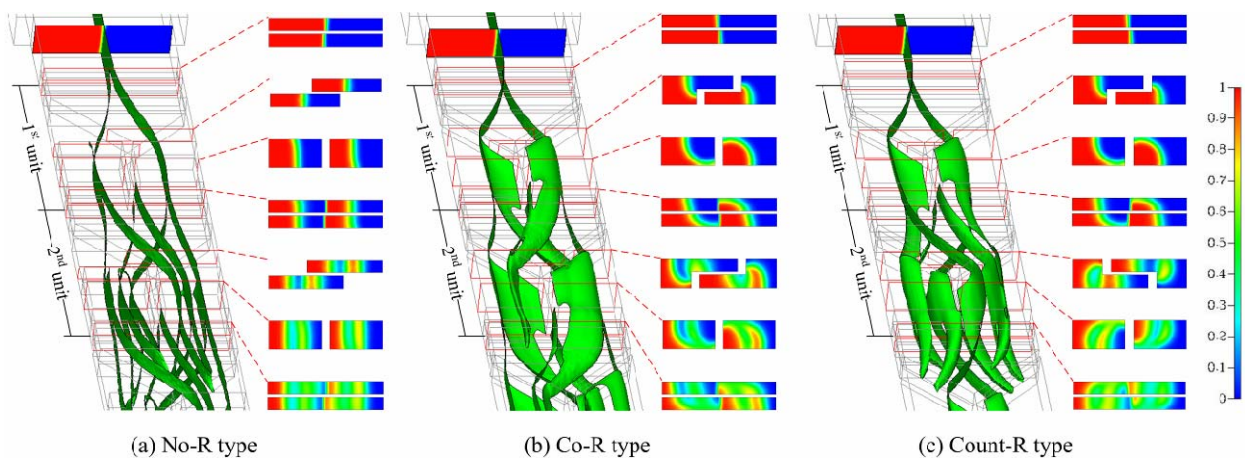 1st unit
2nd unit
1st unit
2nd unit
1st unit
2nd unit
1
0.9
0.8
0.7
0.6
0.5
0.4
0.3
0.2
0.1
0
(a) No-R type
(b) Co-R type
(c) Count-R type